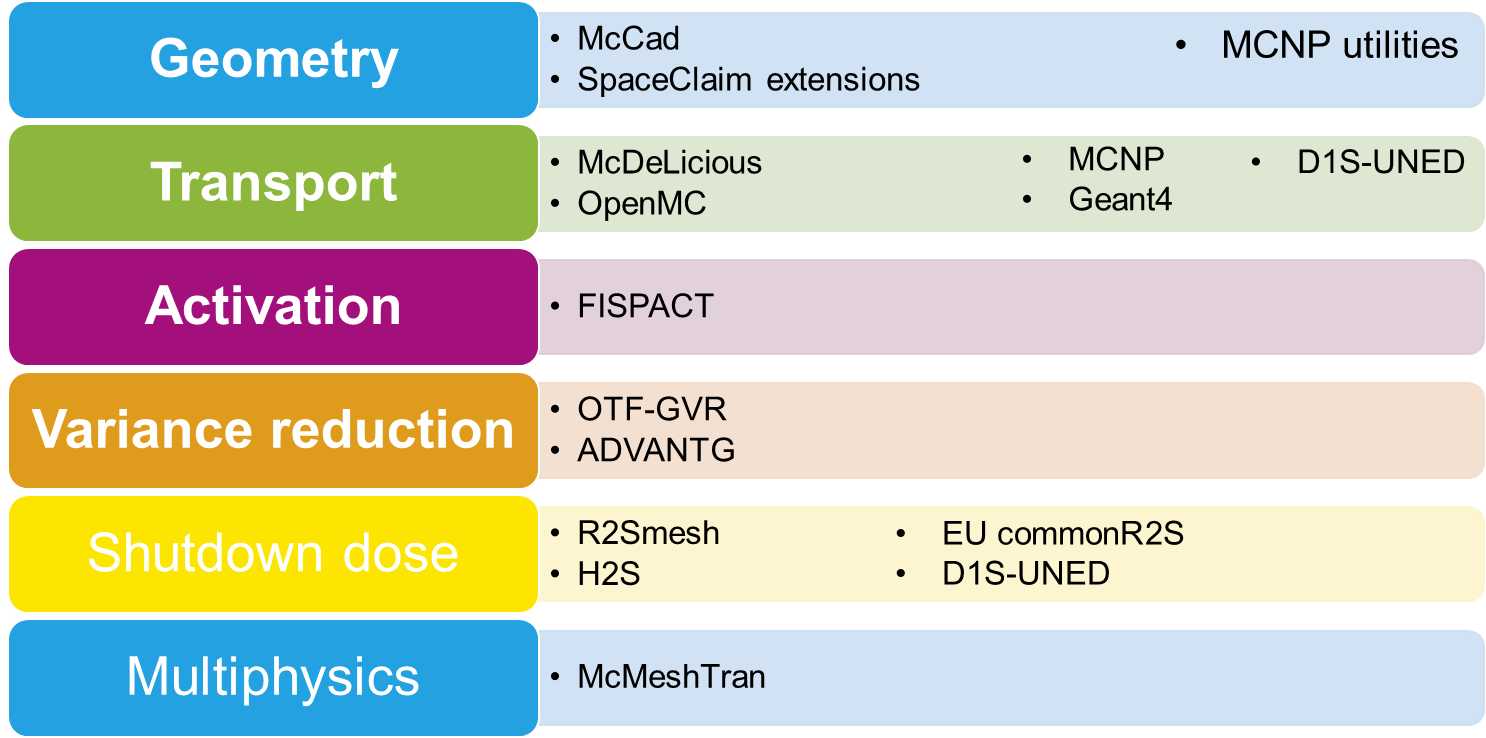 Geometry
• McCad
• SpaceClaim extensions
• MCNP utilities
Transport
• McDeLicious
• OpenMC
• MCNP
• Geant4
• D1S-UNED
Activation
• FISPACT
Variance reduction
• OTF-GVR
• ADVANTG
Shutdown dose
• R2Smesh
• H2S
• EU commonR2S
• D1S-UNED
Multiphysics
• McMeshTran